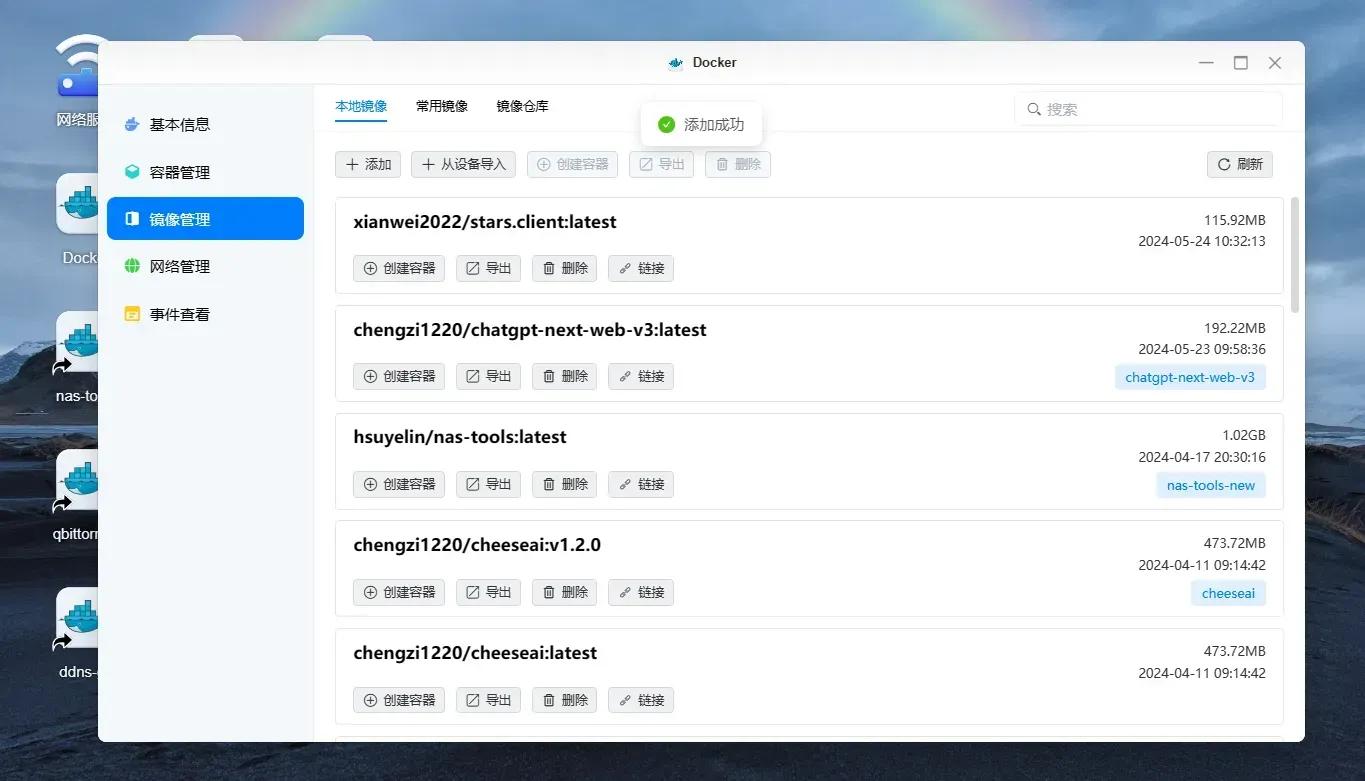 Docker
网络服
Dock
nas-to
qbittorr
ddns-
基本信息
容器管理
镜像管理
网络管理
事件查看
本地镜像 常用镜像 镜像仓库
添加成功
搜索
添加 从设备导入 创建容器 导出 删除 刷新
xianwei2022/stars.client:latest
115.92MB
2024-05-24 10:32:13
创建容器 导出 删除 链接
chengzi1220/chatgpt-next-web-v3:latest
192.22MB
2024-05-23 09:58:36
创建容器 导出 删除 链接
chatgpt-next-web-v3
hsuyelin/nas-tools:latest
1.02GB
2024-04-17 20:30:16
创建容器 导出 删除 链接
nas-tools-new
chengzi1220/cheeseai:v1.2.0
473.72MB
2024-04-11 09:14:42
创建容器 导出 删除 链接
cheeseai
chengzi1220/cheeseai:latest
473.72MB
2024-04-11 09:14:42
创建容器 导出 删除 链接